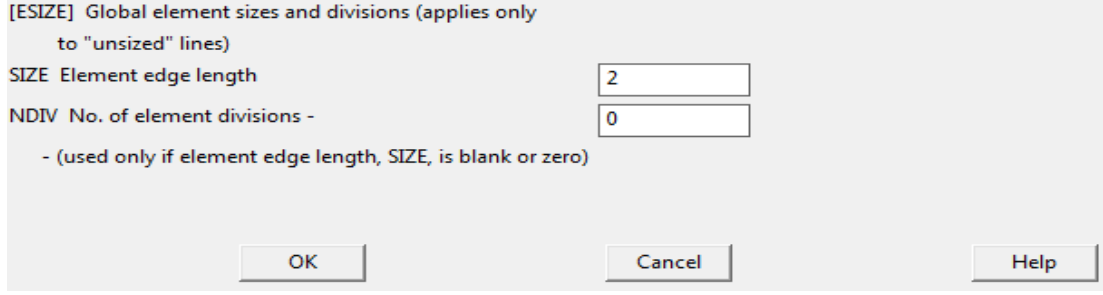 [ESIZE] Global element sizes and divisions (applies only
to "unsized" lines)
SIZE Element edge length 2
NDIV No. of element divisions - 0
- (used only if element edge length, SIZE, is blank or zero)
OK Cancel Help